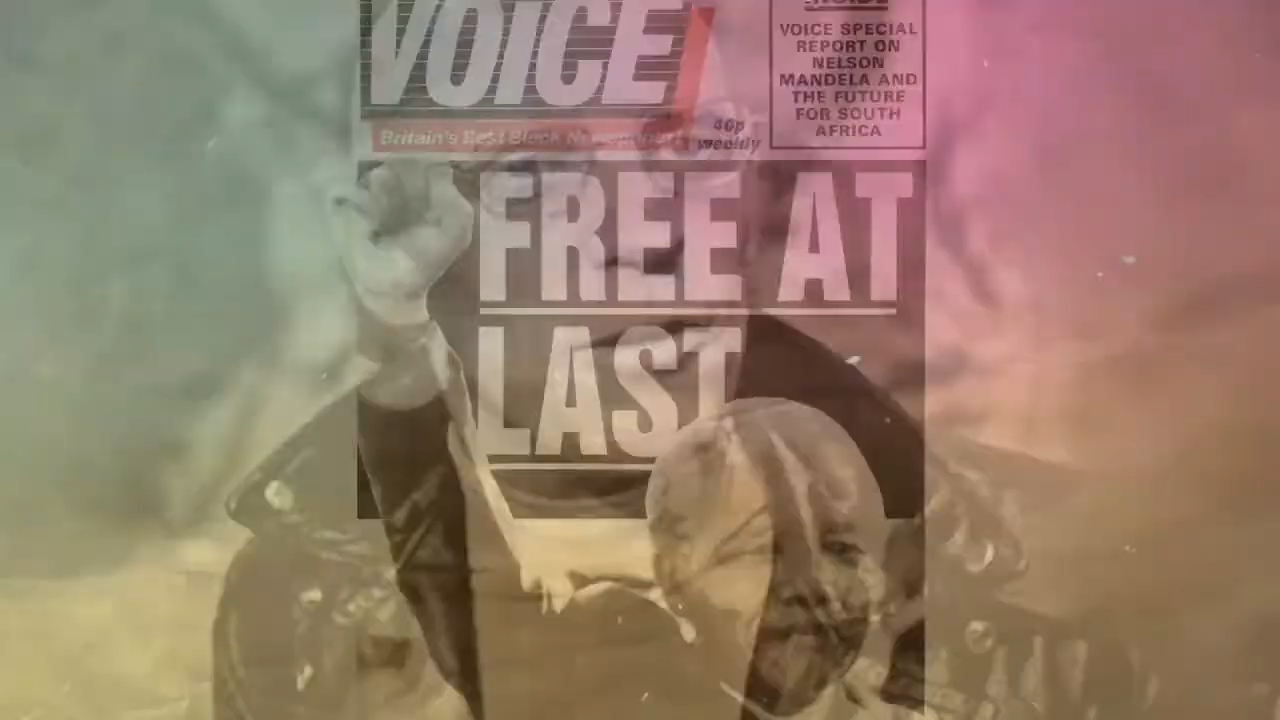 VOICE
VOICE SPECIAL
REPORT ON
NELSON
MANDELA AND
THE FUTURE
FOR SOUTH
AFRICA
Britain's Best Black Newspaper!
40p
weekly
FREE AT
LAST